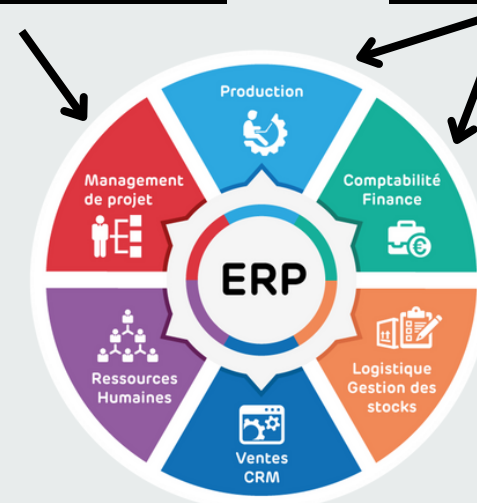 Production
Management
de projet
Comptabilité
Finance
ERP
Ressources
Humaines
Logistique
Gestion des
stocks
Ventes
CRM